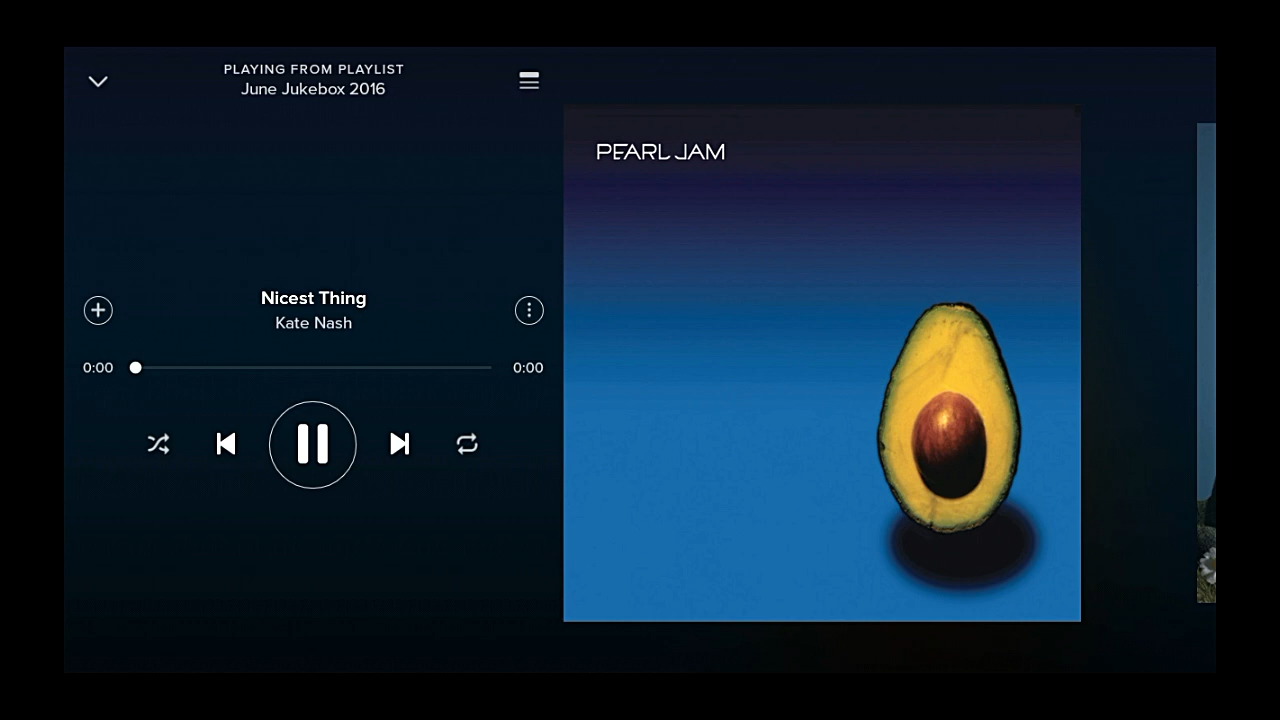 PLAYING FROM PLAYLIST
June Jukebox 2016
PEARL JAM
Nicest Thing
Kate Nash
0:00
0:00